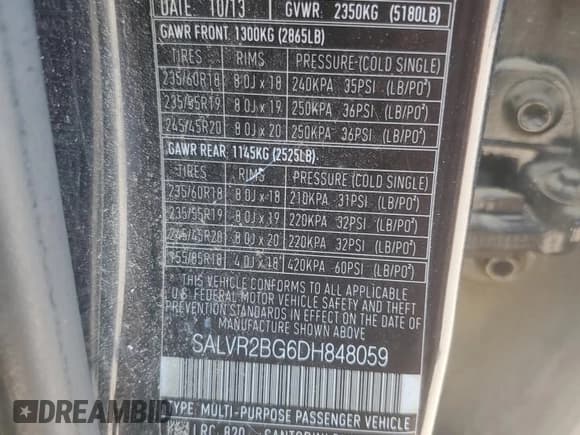 DATE 10/13 GVWR 2350KG (5180LB)
GAWR FRONT 1300KG (2865LB)
TIRES RIMS PRESSURE (COLD SINGLE)
235/60R18 8.0J x 18 240KPA 35PSI (LB/PO²)
235/55R19 8.0J x 19 250KPA 36PSI (LB/PO²)
245/45R20 8.0J x 20 250KPA 36PSI (LB/PO²)
GAWR REAR 1145KG (2525LB)
TIRES RIMS PRESSURE (COLD SINGLE)
235/60R18 8.0J x 18 210KPA 31PSI (LB/PO²)
235/55R19 8.0J x 19 220KPA 32PSI (LB/PO²)
245/45R20 8.0J x 20 220KPA 32PSI (LB/PO²)
155/85R18 4.0J x 18 420KPA 60PSI (LB/PO²)
THIS VEHICLE CONFORMS TO ALL APPLICABLE
U.S. FEDERAL MOTOR VEHICLE SAFETY AND THEFT
PREVENTION STANDARDS IN EFFECT ON THE DATE OF
MANUFACTURE SHOWN ABOVE.
SALVR2BG6DH848059
TYPE: MULTI-PURPOSE PASSENGER VEHICLE
LRC: 820
DREAMBID